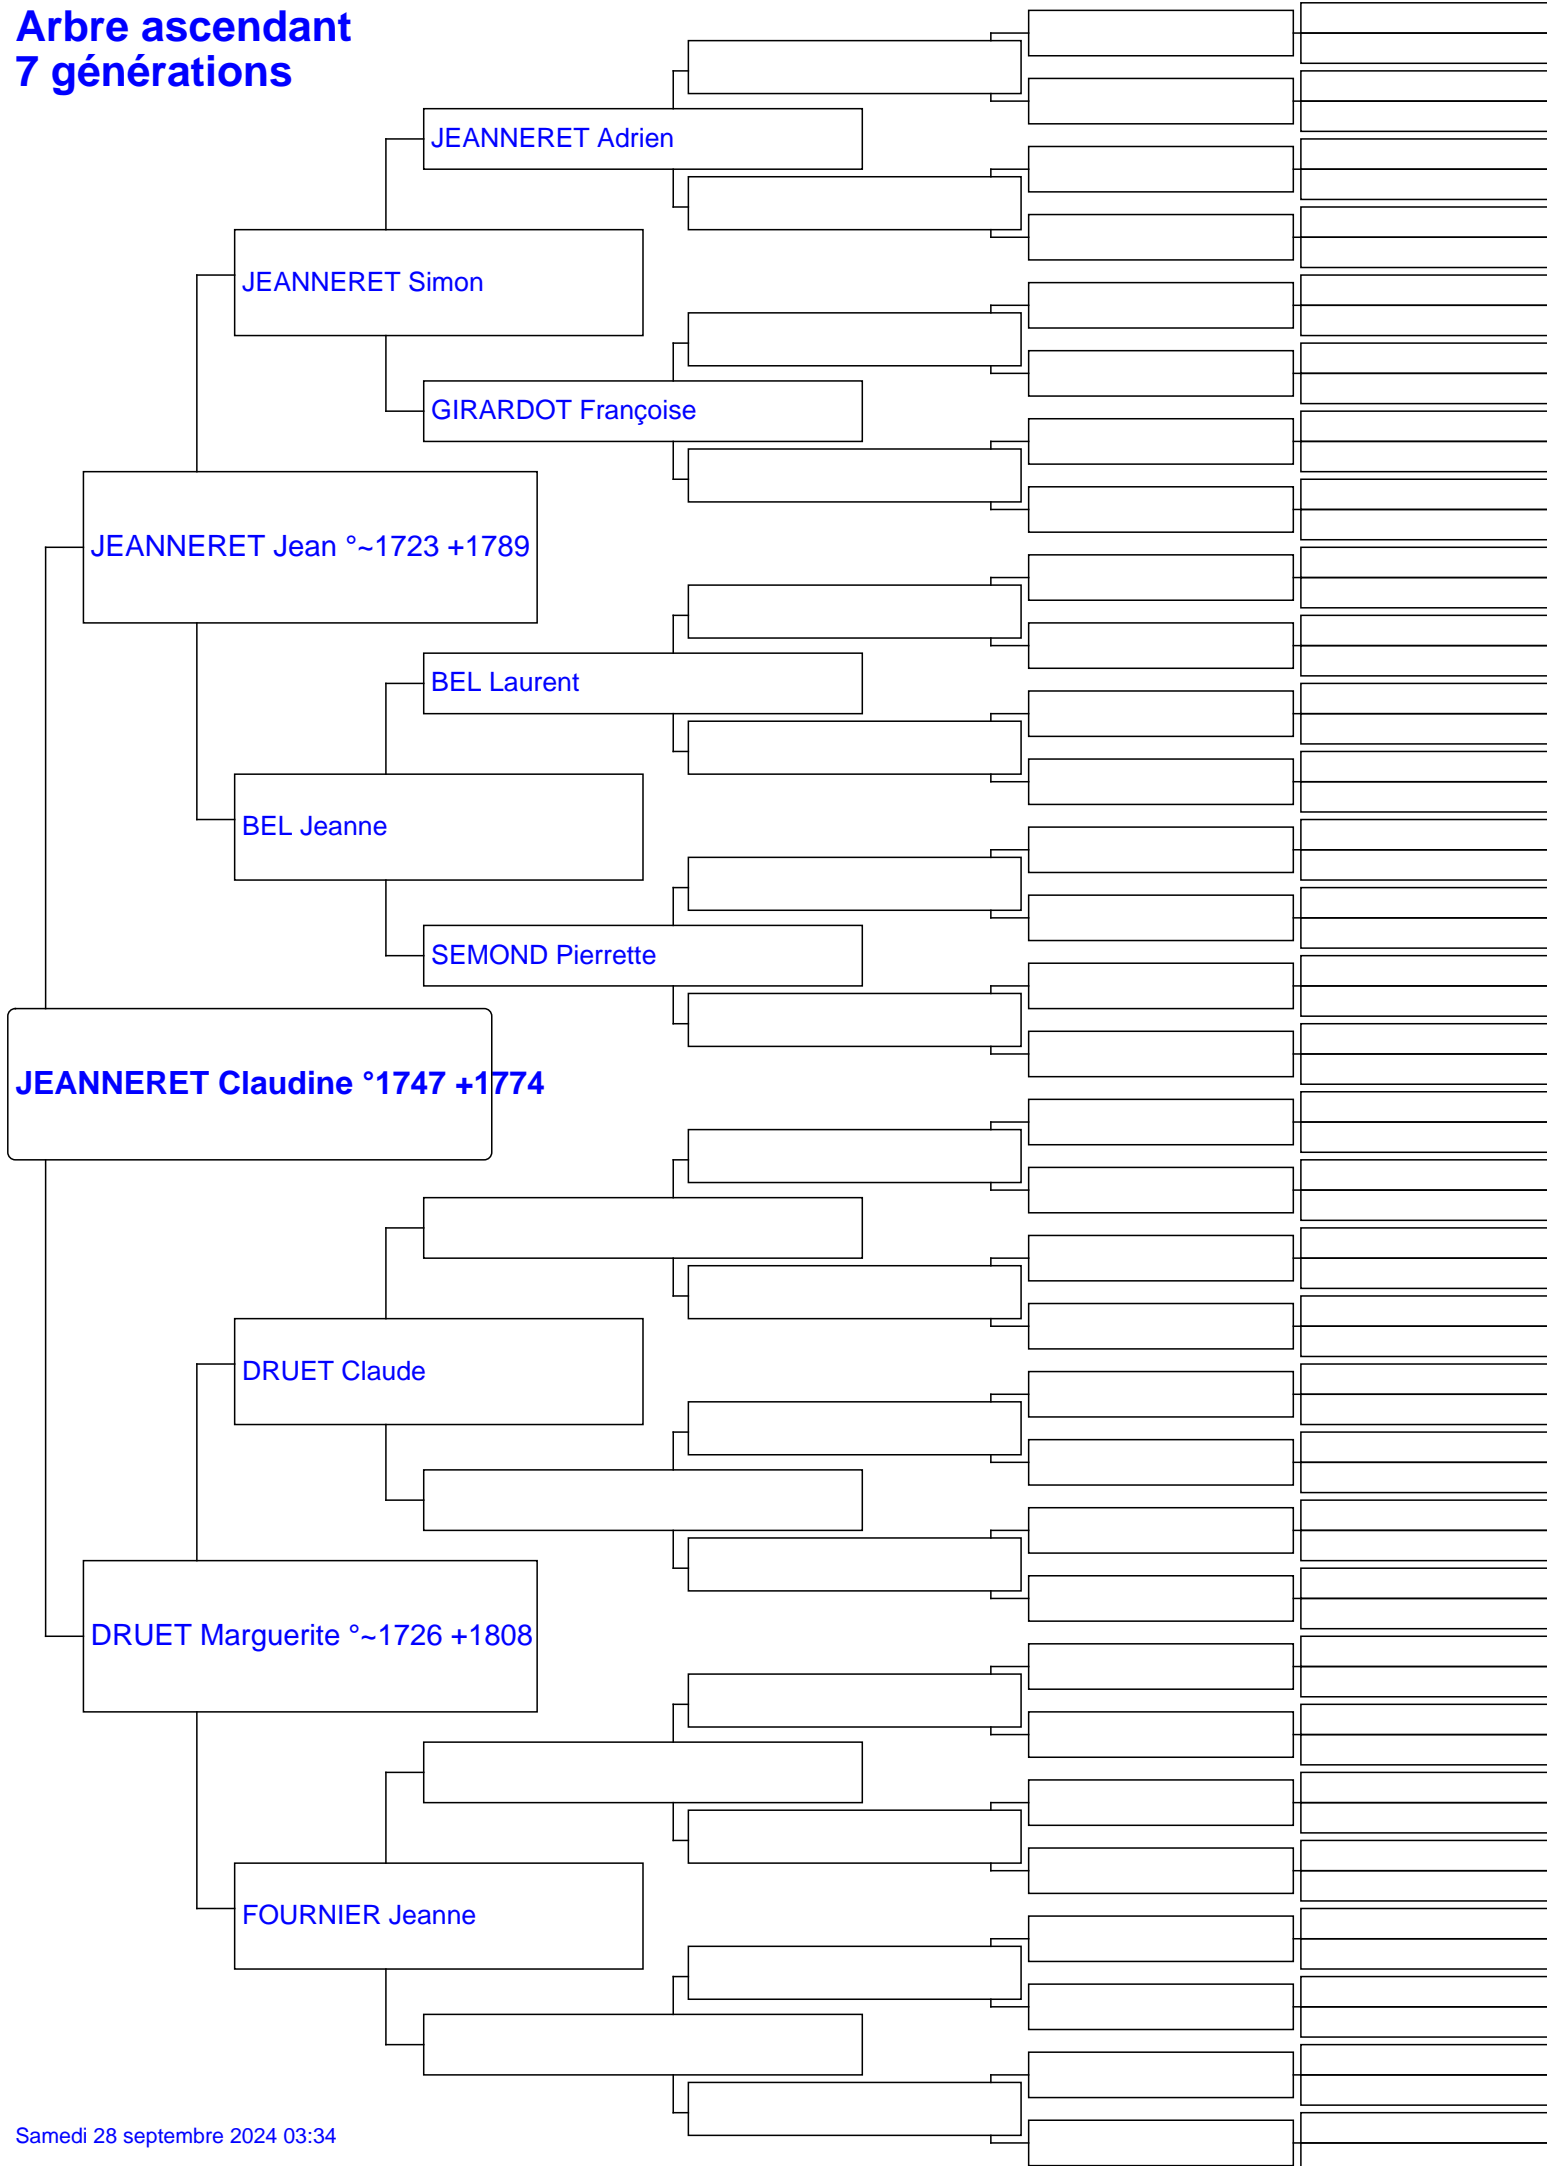 Arbre ascendant
7 générations
JEANNERET Adrien
JEANNERET Simon
GIRARDOT Françoise
JEANNERET Jean °~1723 +1789
BEL Laurent
BEL Jeanne
SEMOND Pierrette
JEANNERET Claudine °1747 +1774
DRUET Claude
DRUET Marguerite °~1726 +1808
FOURNIER Jeanne
Samedi 28 septembre 2024 03:34